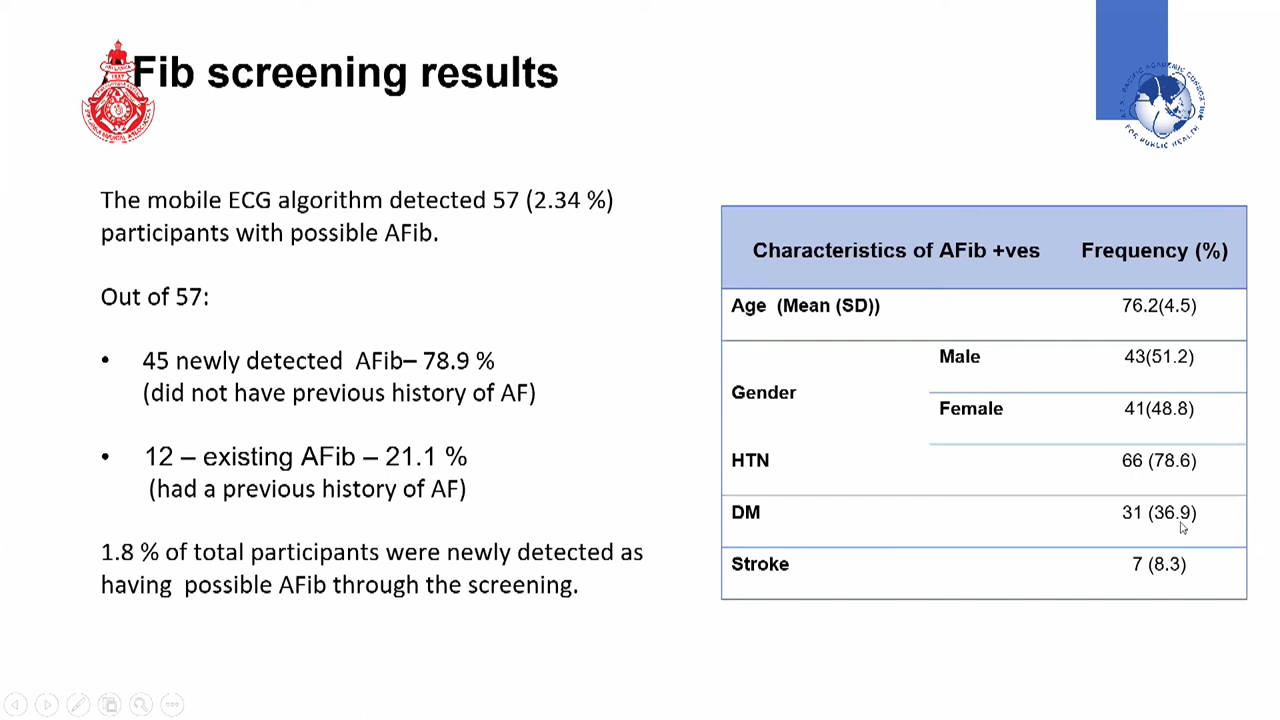 AFib screening results
The mobile ECG algorithm detected 57 (2.34 %)
participants with possible AFib.
Out of 57:
• 45 newly detected AFib– 78.9 %
(did not have previous history of AF)
• 12 – existing AFib – 21.1 %
(had a previous history of AF)
1.8 % of total participants were newly detected as
having possible AFib through the screening.
Characteristics of AFib +ves Frequency (%)
Age (Mean (SD)) 76.2(4.5)
Gender Male 43(51.2)
Female 41(48.8)
HTN 66 (78.6)
DM 31 (36.9)
Stroke 7 (8.3)
FOR PUBLIC HEALTH